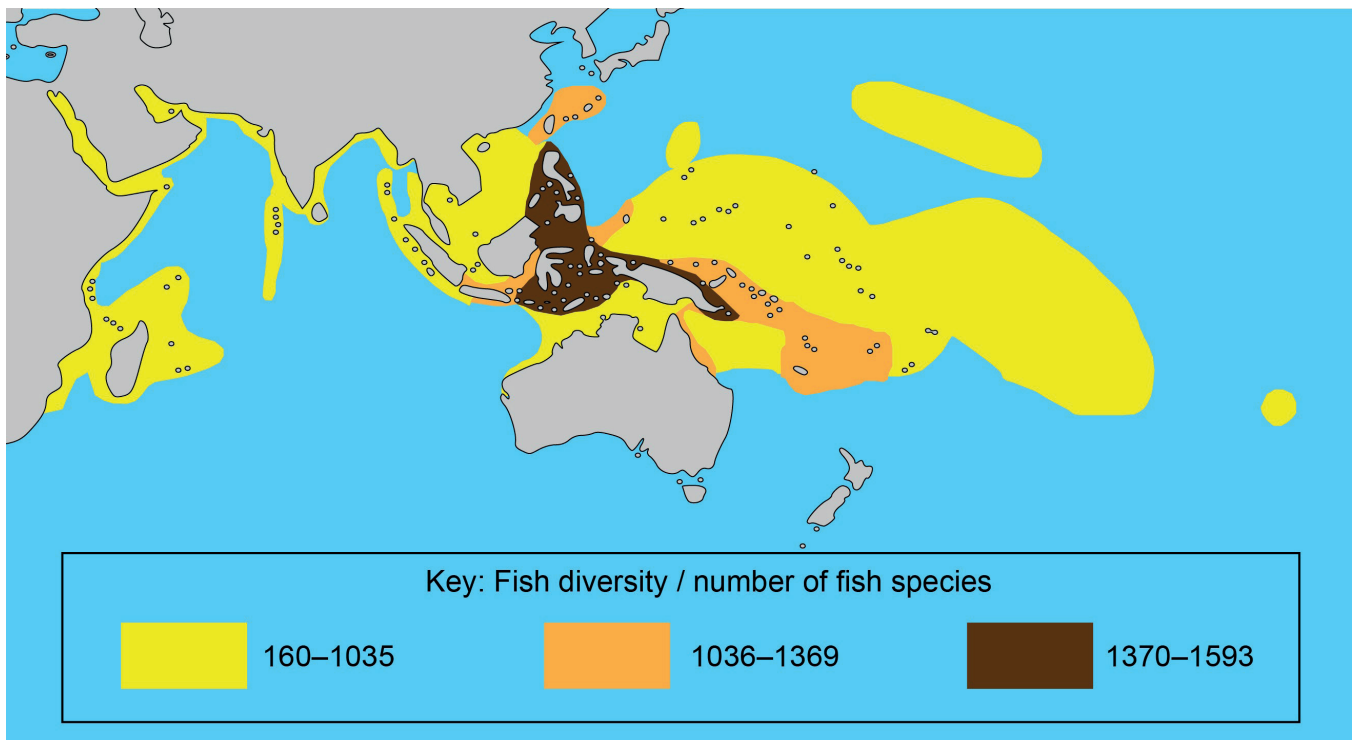 Key: Fish diversity / number of fish species
160–1035
1036–1369
1370–1593